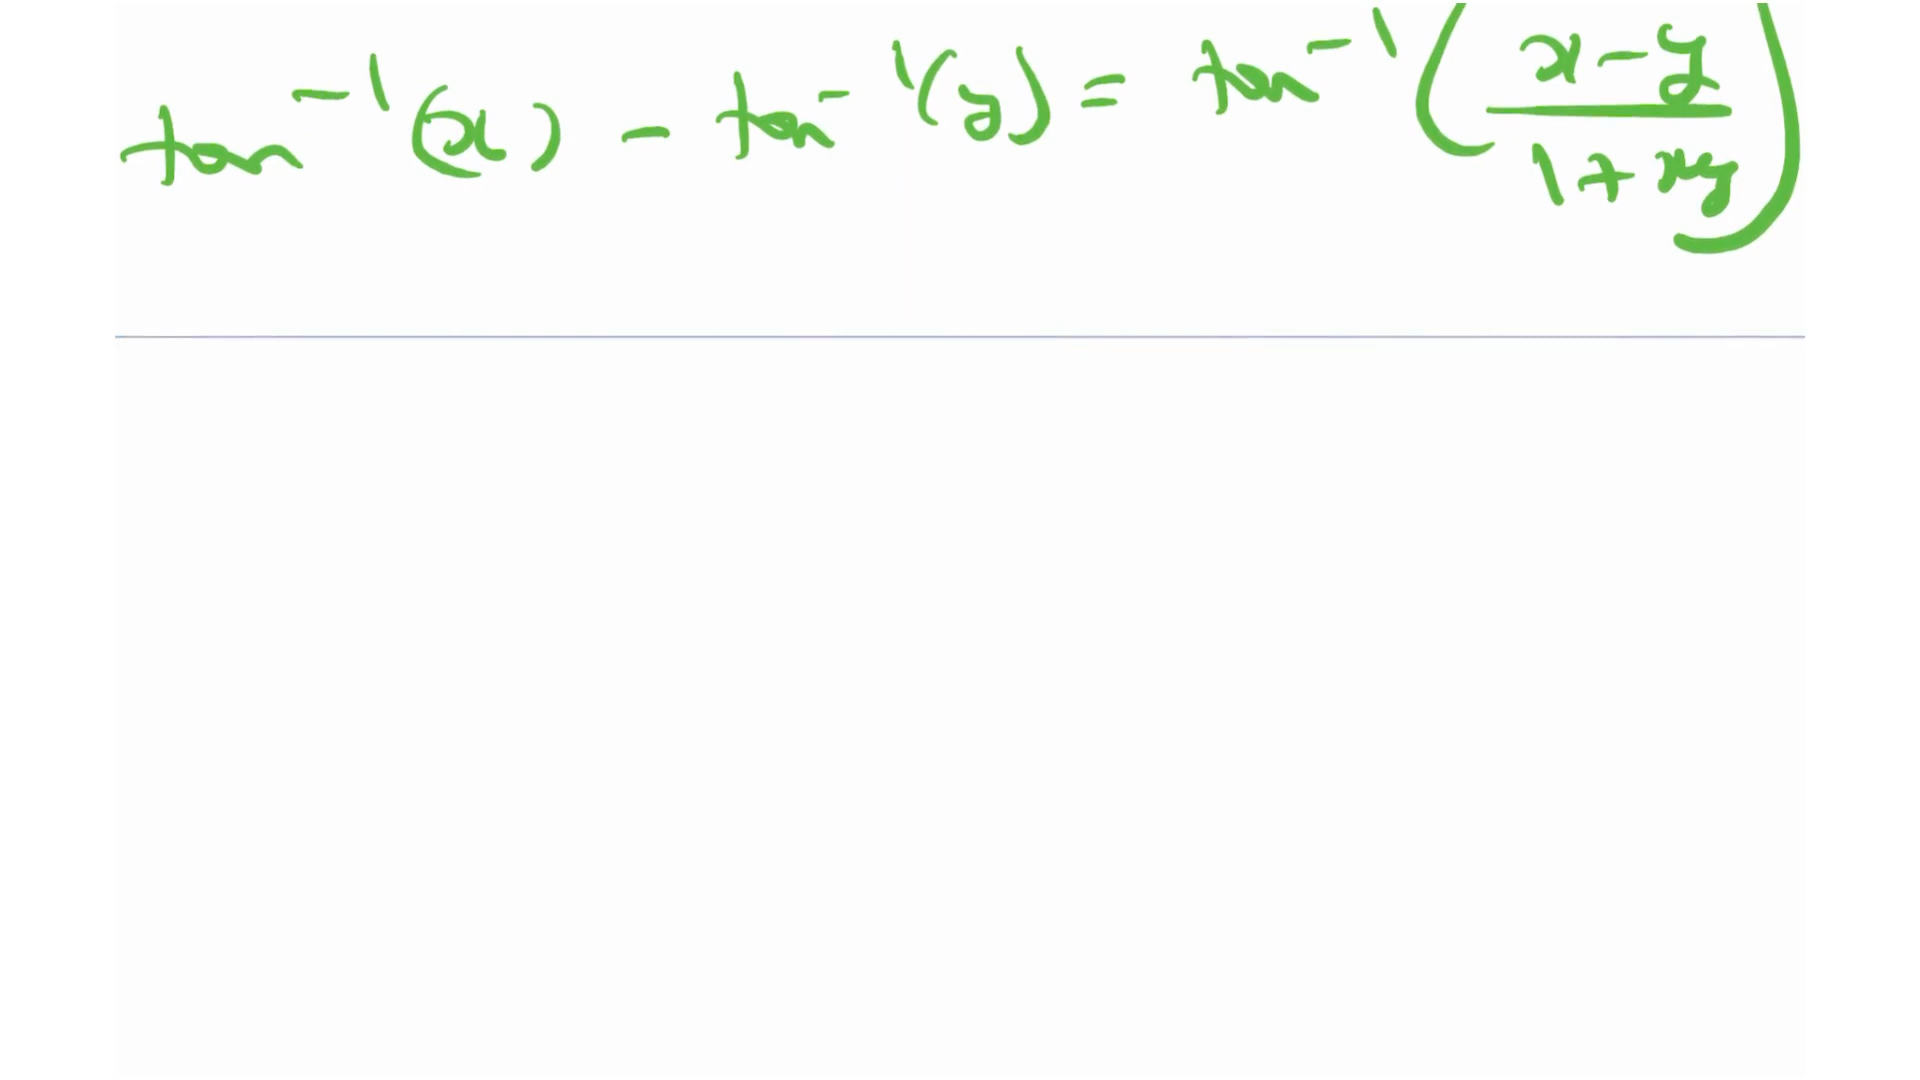 tan⁻¹(x) - tan⁻¹(y) = tan⁻¹((x-y)/(1+xy))